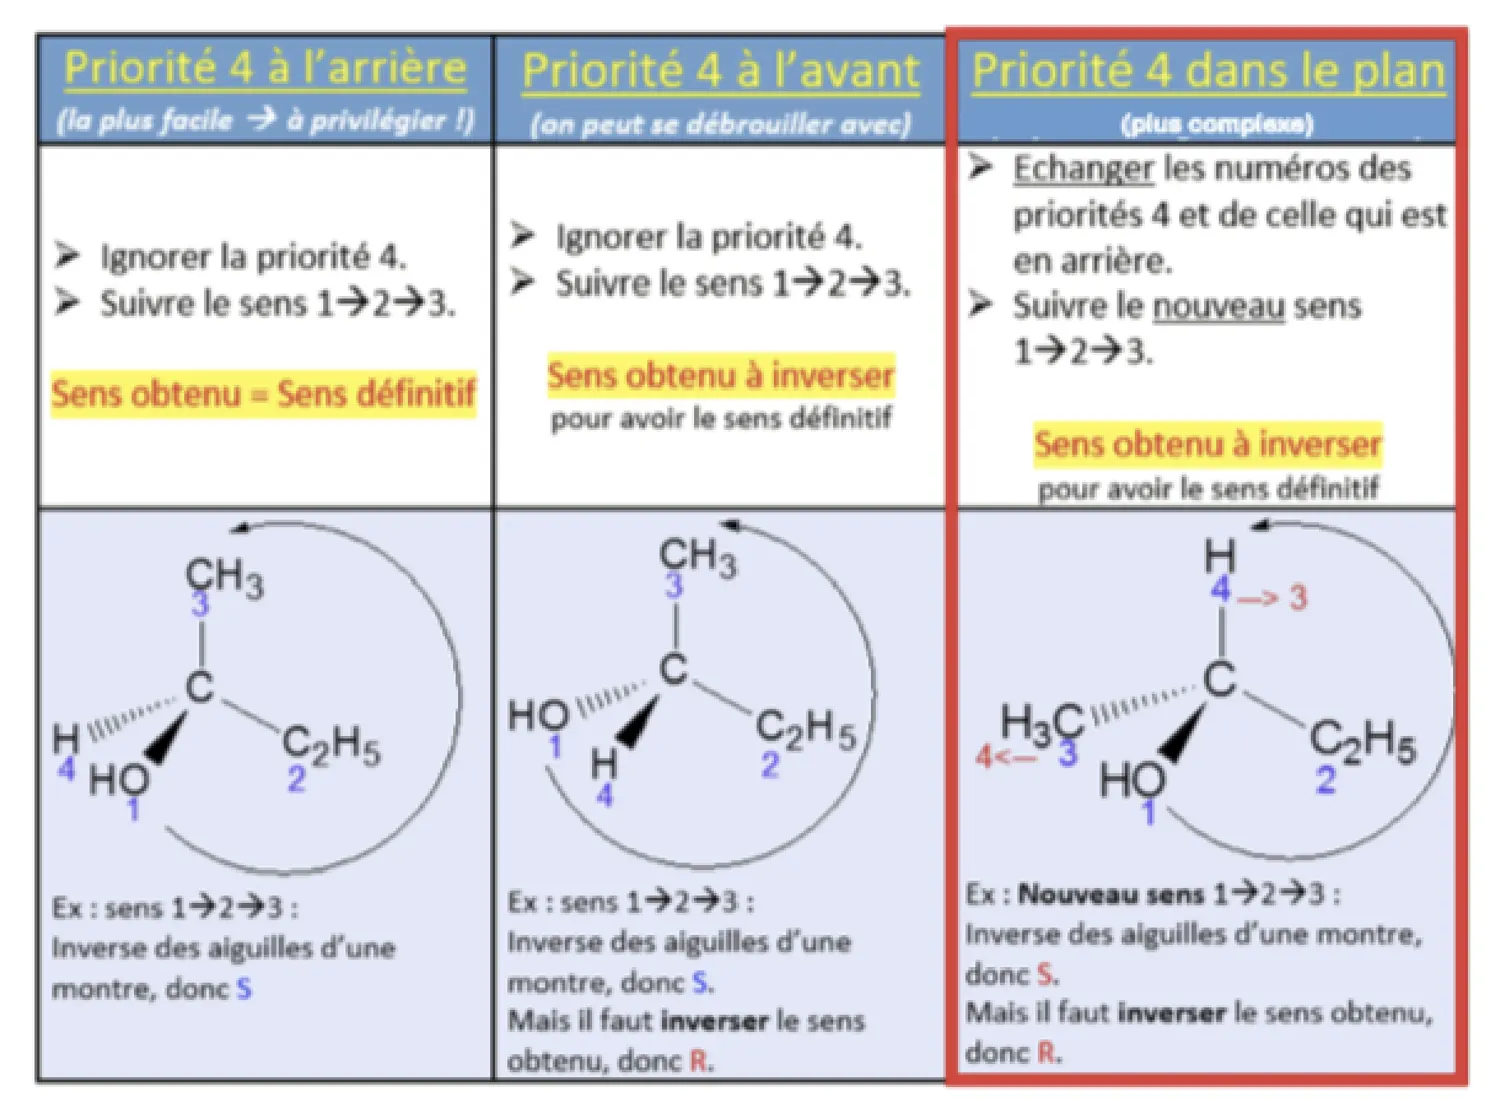 Priorité 4 à l'arrière
(la plus facile → à privilégier !)
➢ Ignorer la priorité 4.
➢ Suivre le sens 1→2→3.
Sens obtenu = Sens définitif
CH3
3
C
H
4
HO
1
C2H5
2
Ex : sens 1→2→3 :
Inverse des aiguilles d'une
montre, donc S
Priorité 4 à l'avant
(on peut se débrouiller avec)
➢ Ignorer la priorité 4.
➢ Suivre le sens 1→2→3.
Sens obtenu à inverser
pour avoir le sens définitif
CH3
3
C
HO
1
H
4
C2H5
2
Ex : sens 1→2→3 :
Inverse des aiguilles d'une
montre, donc S.
Mais il faut inverser le sens
obtenu, donc R.
Priorité 4 dans le plan
(plus complexe)
➢ Echanger les numéros des
priorités 4 et de celle qui est
en arrière.
➢ Suivre le nouveau sens
1→2→3.
Sens obtenu à inverser
pour avoir le sens définitif
H
4 —> 3
C
H3C
4<— 3
HO
1
C2H5
2
Ex : Nouveau sens 1→2→3 :
Inverse des aiguilles d'une montre,
donc S.
Mais il faut inverser le sens obtenu,
donc R.